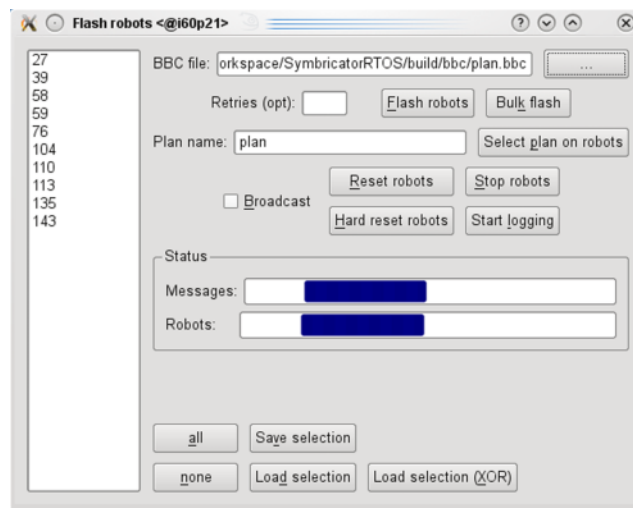 Flash robots <@i60p21>
27
39
58
59
76
104
110
113
135
143
BBC file: orkspace/SymbricatorRTOS/build/bbc/plan.bbc ...
Retries (opt): Flash robots Bulk flash
Plan name: plan Select plan on robots
Reset robots Stop robots
Broadcast
Hard reset robots Start logging
Status
Messages:
Robots:
all Save selection
none Load selection Load selection (XOR)